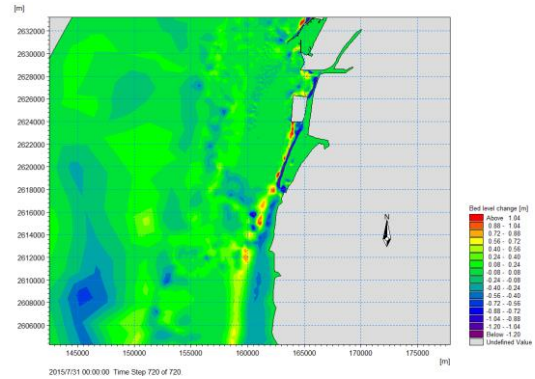 [m]
2632000
2630000
2628000
2626000
2624000
2622000
2620000
2618000
2616000
2614000
2612000
2610000
2608000
2606000
145000 150000 155000 160000 165000 170000 175000
[m]
N
Bed level change [m]
Above 1.04
0.88 - 1.04
0.72 - 0.88
0.56 - 0.72
0.40 - 0.56
0.24 - 0.40
0.08 - 0.24
-0.08 - 0.08
-0.24 - -0.08
-0.40 - -0.24
-0.56 - -0.40
-0.72 - -0.56
-0.88 - -0.72
-1.04 - -0.88
-1.20 - -1.04
Below -1.20
Undefined Value
2015/7/31 00:00:00 Time Step 720 of 720